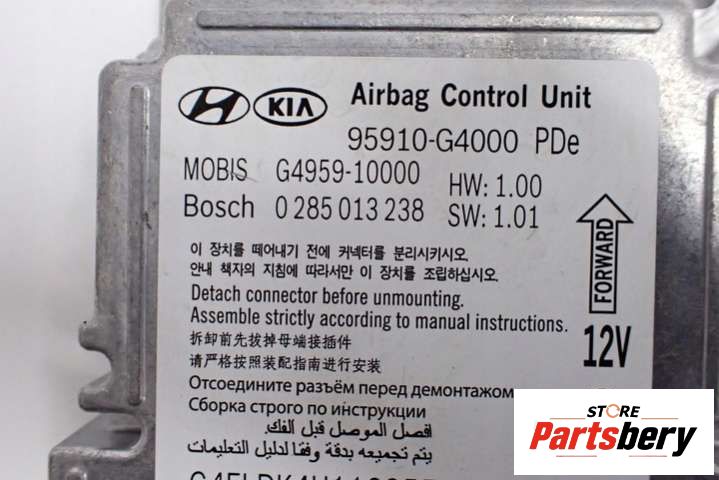 HYUNDAI KIA Airbag Control Unit
95910-G4000 PDe
MOBIS G4959-10000 HW: 1.00
Bosch 0 285 013 238 SW: 1.01
FORWARD
12V
이 장치를 떼어내기 전에 커넥터를 분리시키시오.
안내 책자의 지침에 따라서만 이 장치를 조립하십시오.
Detach connector before unmounting.
Assemble strictly according to manual instructions.
拆卸前先拔掉母端接插件
请严格按照装配指南进行安装
Отсоедините разъём перед демонтажом
Сборка строго по инструкции
افصل الموصل قبل الفك.
يتم تجميعه بدقة وفقا لدليل التعليمات
STORE
Partsbery